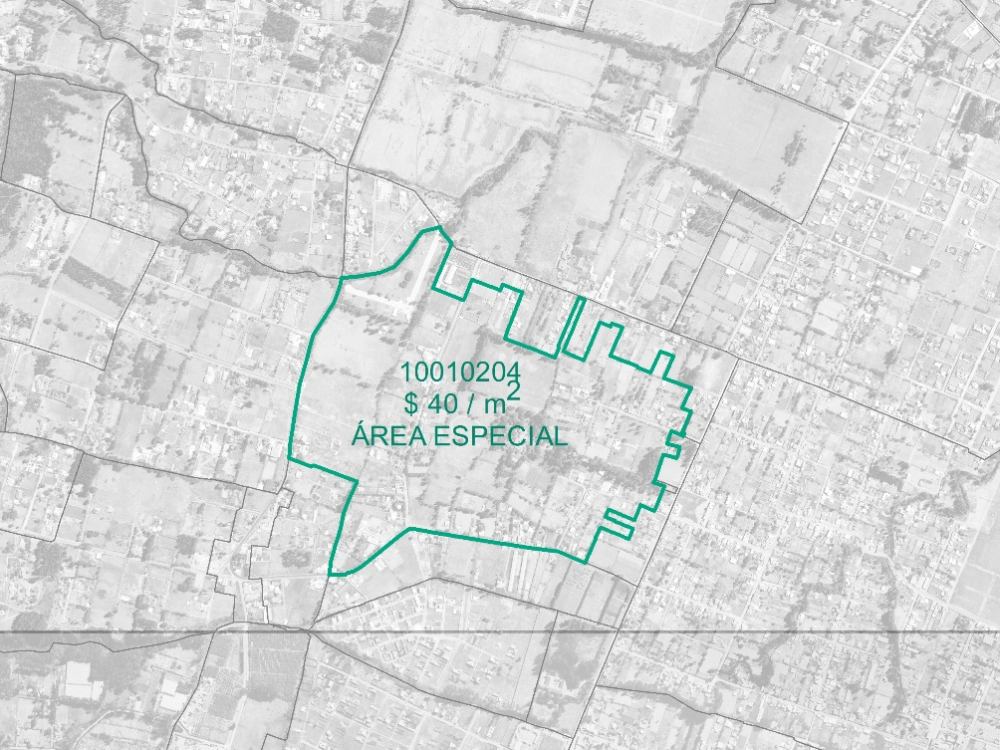 10010204
$ 40 / m²
ÁREA ESPECIAL